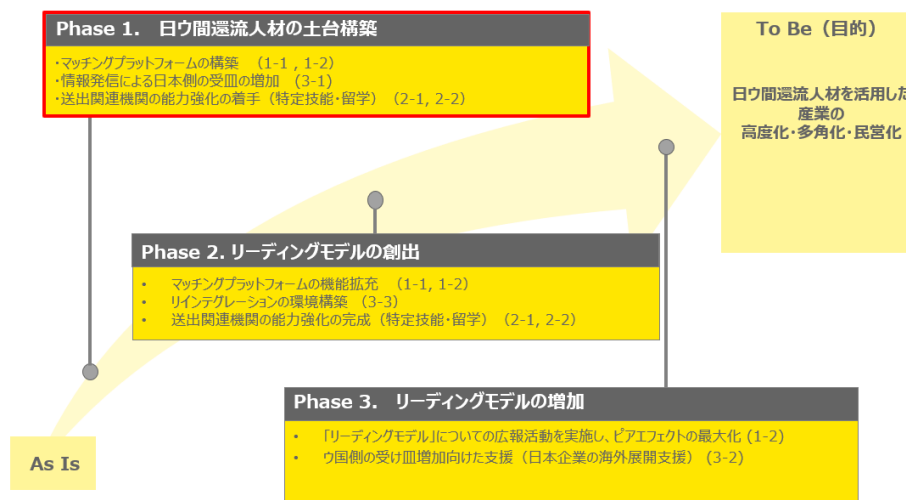 Phase 1. 日ウ間還流人材の土台構築
・マッチングプラットフォームの構築 （1-1 , 1-2）
・情報発信による日本側の受皿の増加 （3-1）
・送出関連機関の能力強化の着手（特定技能・留学）（2-1, 2-2）
To Be（目的）
日ウ間還流人材を活用した
産業の
高度化・多角化・民営化
Phase 2. リーディングモデルの創出
• マッチングプラットフォームの機能拡充 （1-1, 1-2）
• リインテグレーションの環境構築 （3-3）
• 送出関連機関の能力強化の完成（特定技能・留学）（2-1, 2-2）
Phase 3. リーディングモデルの増加
• 「リーディングモデル」についての広報活動を実施し、ピアエフェクトの最大化 (1-2)
• ウ国側の受け皿増加向けた支援（日本企業の海外展開支援） (3-2)
As Is